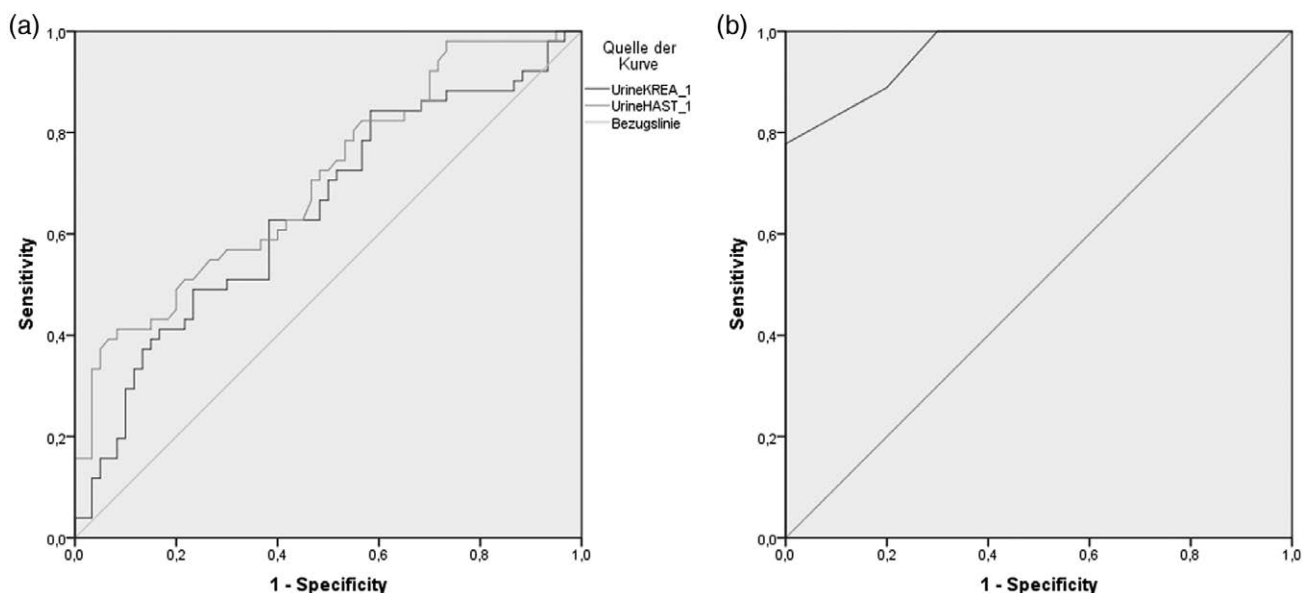 (a)
1,0
0,8
0,6
0,4
0,2
0,0
Sensitivity
0,0 0,2 0,4 0,6 0,8 1,0
1 - Specificity
Quelle der
Kurve
UrineKREA_1
UrineHAST_1
Bezugslinie
(b)
1,0
0,8
0,6
0,4
0,2
0,0
Sensitivity
0,0 0,2 0,4 0,6 0,8 1,0
1 - Specificity